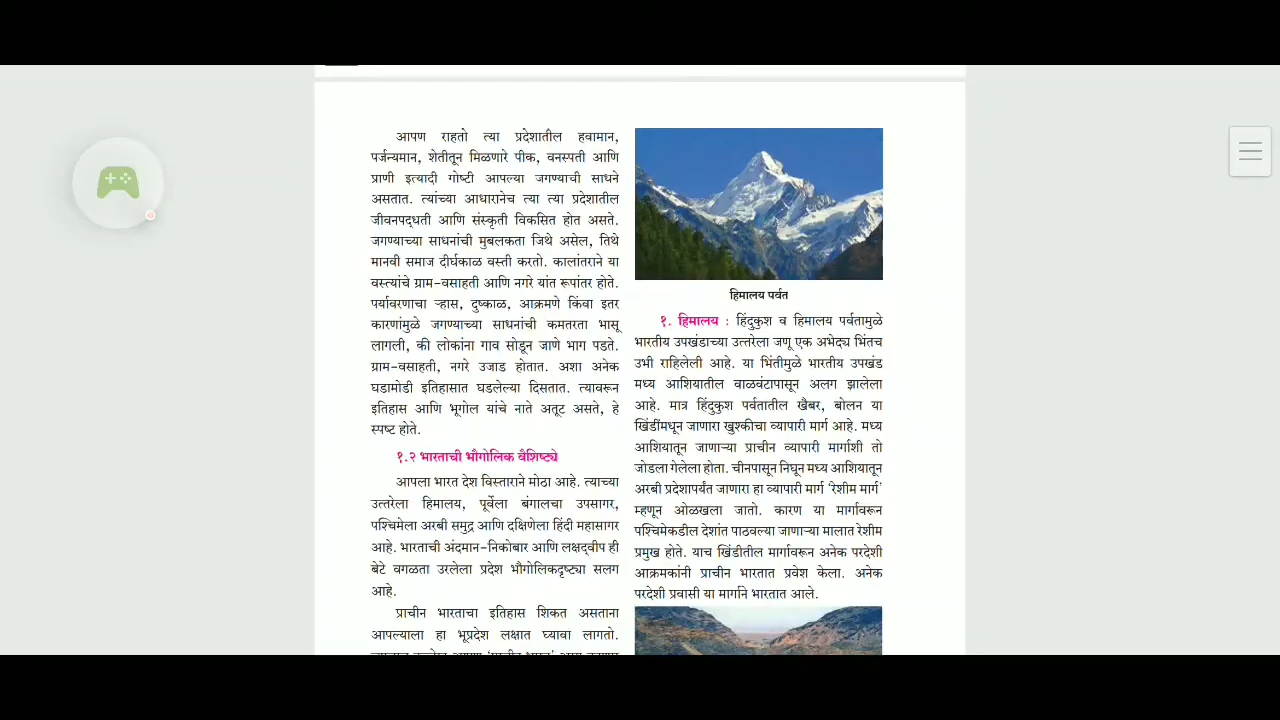 आपण राहतो त्या प्रदेशातील हवामान,
पर्जन्यमान, शेतीतून मिळणारे पीक, वनस्पती आणि
प्राणी इत्यादी गोष्टी आपल्या जगण्याची साधने
असतात. त्यांच्या आधारानेच त्या त्या प्रदेशातील
जीवनपद्धती आणि संस्कृती विकसित होत असते.
जगण्याच्या साधनांची मुबलकता जिथे असेल, तिथे
मानवी समाज दीर्घकाळ वस्ती करतो. कालांतराने या
वस्त्यांचे ग्राम-वसाहती आणि नगरे यांत रूपांतर होते.
पर्यावरणाचा ऱ्हास, दुष्काळ, आक्रमणे किंवा इतर
कारणांमुळे जगण्याच्या साधनांची कमतरता भासू
लागली, की लोकांना गाव सोडून जाणे भाग पडते.
ग्राम-वसाहती, नगरे उजाड होतात. अशा अनेक
घडामोडी इतिहासात घडलेल्या दिसतात. त्यावरून
इतिहास आणि भूगोल यांचे नाते अतूट असते, हे
स्पष्ट होते.
१.२ भारताची भौगोलिक वैशिष्ट्ये
आपला भारत देश विस्ताराने मोठा आहे. त्याच्या
उत्तरेला हिमालय, पूर्वेला बंगालचा उपसागर,
पश्चिमेला अरबी समुद्र आणि दक्षिणेला हिंदी महासागर
आहे. भारताची अंदमान-निकोबार आणि लक्षद्वीप ही
बेटे वगळता उरलेला प्रदेश भौगोलिकदृष्ट्या सलग
आहे.
प्राचीन भारताचा इतिहास शिकत असताना
आपल्याला हा भूप्रदेश लक्षात घ्यावा लागतो.
हिमालय पर्वत
१. हिमालय : हिंदुकुश व हिमालय पर्वतामुळे
भारतीय उपखंडाच्या उत्तरेला जणू एक अभेद्य भिंतच
उभी राहिलेली आहे. या भिंतीमुळे भारतीय उपखंड
मध्य आशियातील वाळवंटापासून अलग झालेला
आहे. मात्र हिंदुकुश पर्वतातील खैबर, बोलन या
खिंडींमधून जाणारा खुश्कीचा व्यापारी मार्ग आहे. मध्य
आशियातून जाणाऱ्या प्राचीन व्यापारी मार्गाशी तो
जोडला गेलेला होता. चीनपासून निघून मध्य आशियातून
अरबी प्रदेशापर्यंत जाणारा हा व्यापारी मार्ग ‘रेशीम मार्ग’
म्हणून ओळखला जातो. कारण या मार्गावरून
पश्चिमेकडील देशांत पाठवल्या जाणाऱ्या मालात रेशीम
प्रमुख होते. याच खिंडीतील मार्गावरून अनेक परदेशी
आक्रमकांनी प्राचीन भारतात प्रवेश केला. अनेक
परदेशी प्रवासी या मार्गाने भारतात आले.